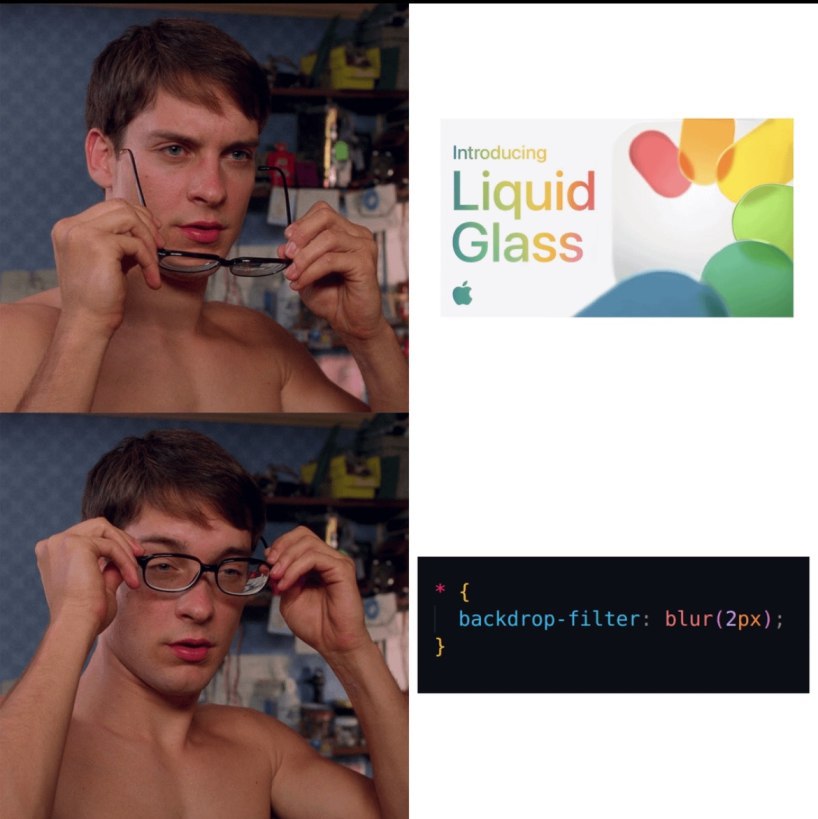 Introducing
Liquid
Glass
* {
backdrop-filter: blur(2px);
}